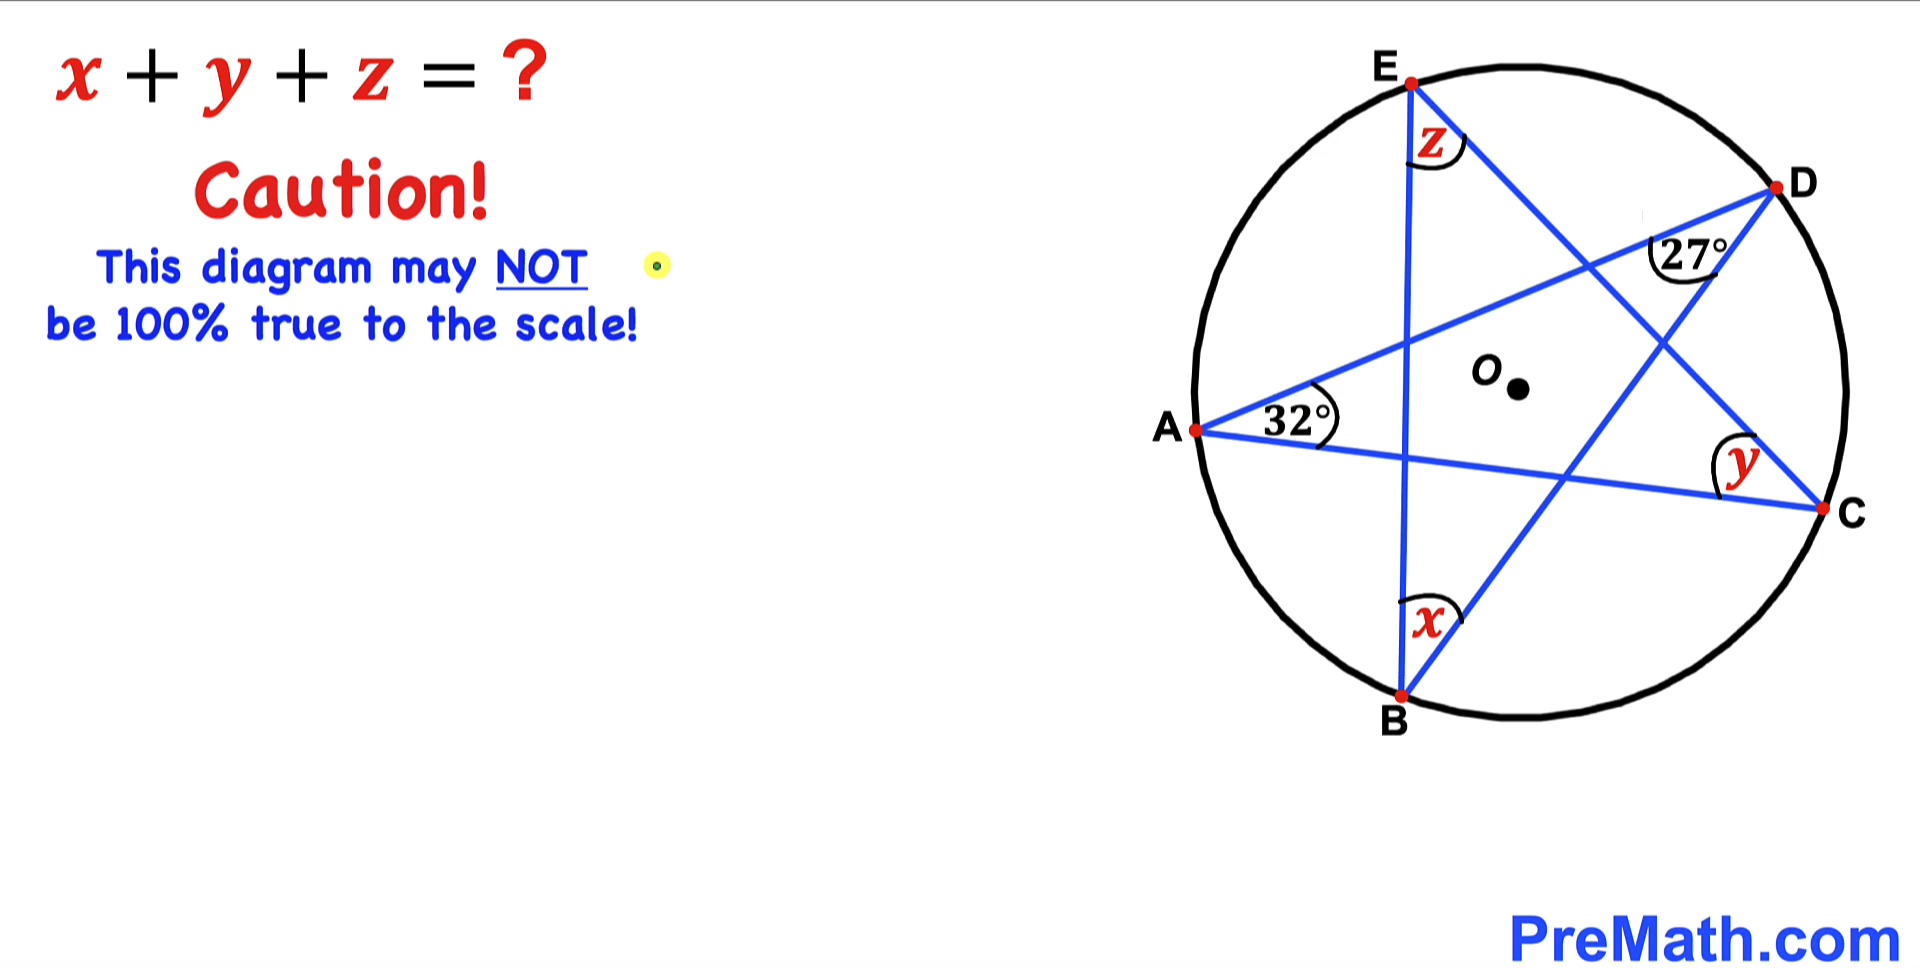 x + y + z = ?
Caution!
This diagram may NOT
be 100% true to the scale!
E
z
D
27°
O
A
32°
y
C
x
B
PreMath.com